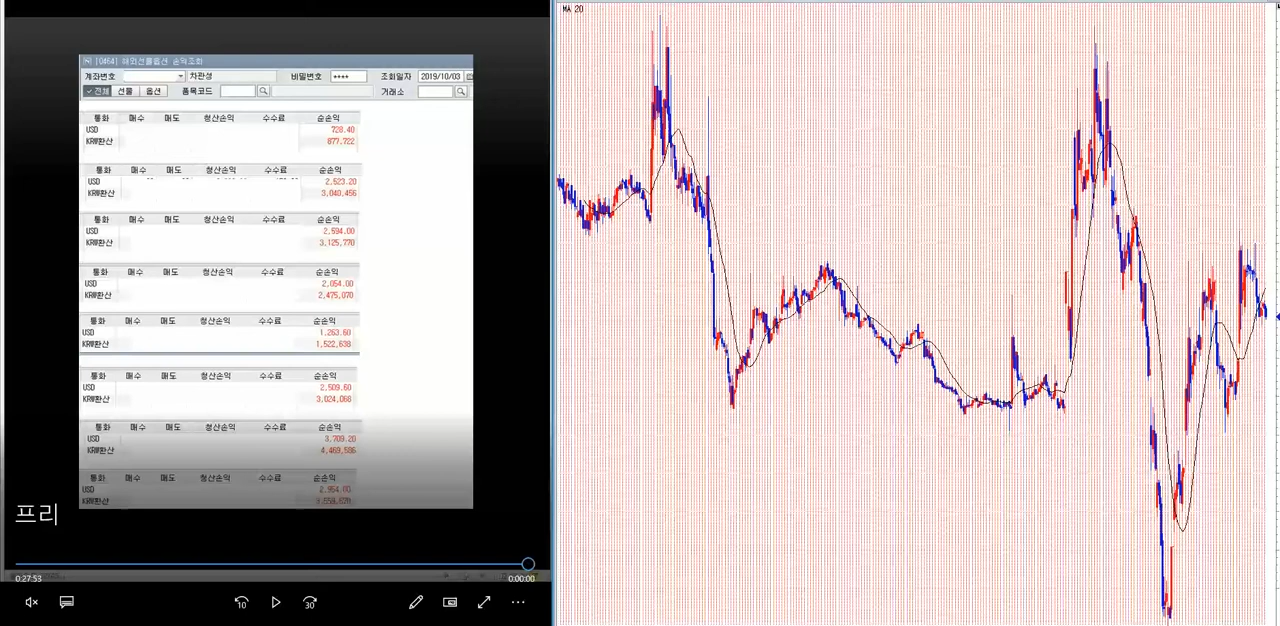 [0464] 해외선물옵션 손익조회
계좌번호 차관성 비밀번호 **** 조회일자 2019/10/03
전체 선물 옵션 품목코드 거래소
통화 매수 매도 청산손익 수수료 순손익
USD 728.40
KRW환산 877,722
통화 매수 매도 청산손익 수수료 순손익
USD 2,523.20
KRW환산 3,040,456
통화 매수 매도 청산손익 수수료 순손익
USD 2,594.00
KRW환산 3,125,770
통화 매수 매도 청산손익 수수료 순손익
USD 2,054.00
KRW환산 2,475,070
통화 매수 매도 청산손익 수수료 순손익
USD 1,263.60
KRW환산 1,522,638
통화 매수 매도 청산손익 수수료 순손익
USD 2,509.60
KRW환산 3,024,068
통화 매수 매도 청산손익 수수료 순손익
USD 3,709.20
KRW환산 4,469,586
통화 매수 매도 청산손익 수수료 순손익
USD 2,954.00
KRW환산
프리
0:27:53 0:00:00
10 30
MA 20